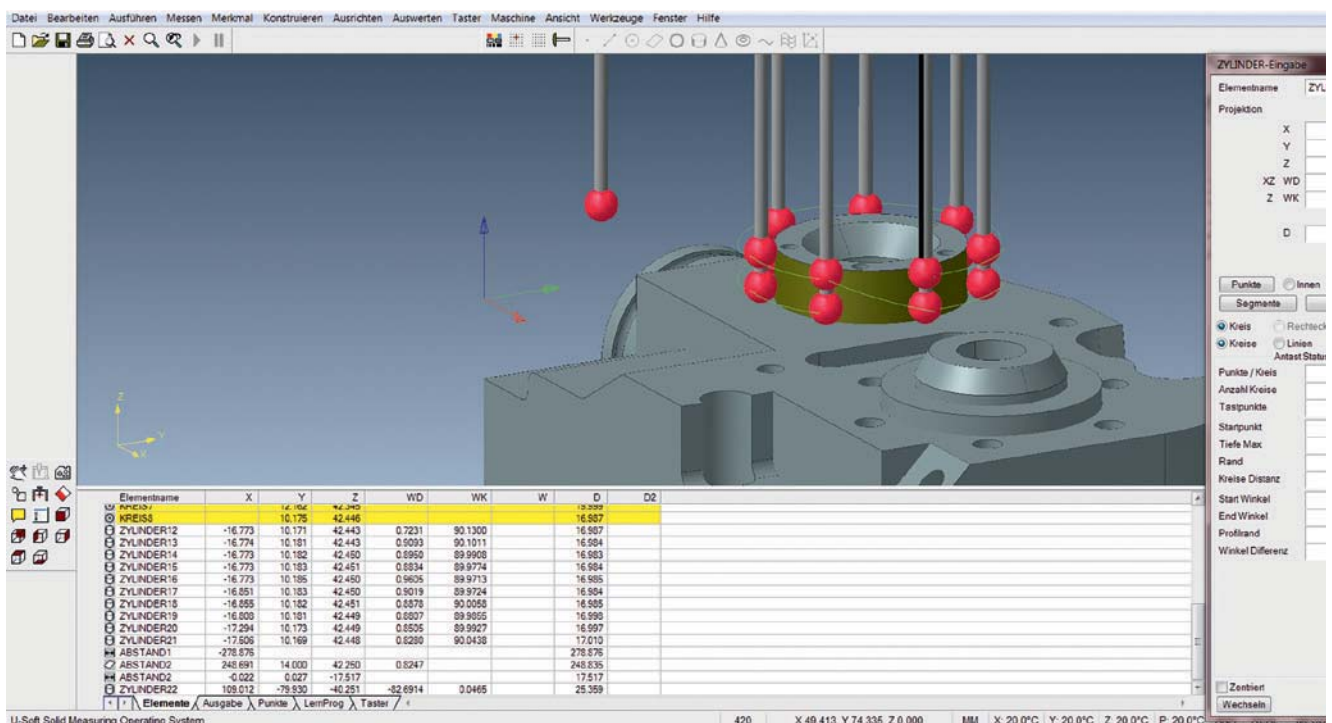 Datei Bearbeiten Ausführen Messen Merkmal Konstruieren Ausrichten Auswerten Taster Maschine Ansicht Werkzeuge Fenster Hilfe
ZYLINDER-Eingabe
Elementname ZYL
Projektion
X
Y
Z
XZ WD
Z WK
D
Punkte Innen
Segmente
Kreis Rechteck
Kreise Linien
Antast Status
Punkte / Kreis
Anzahl Kreise
Tastpunkte
Startpunkt
Tiefe Max
Rand
Kreise Distanz
Start Winkel
End Winkel
Profilrand
Winkel Differenz
Zentriert
Wechseln
Z
Y
X
Elementname X Y Z WD WK W D D2
KREIS7 12.162 42.345 19.999
KREIS8 10.175 42.446 16.987
ZYLINDER12 -16.773 10.171 42.443 0.7231 90.1300 16.987
ZYLINDER13 -16.774 10.181 42.443 0.9093 90.1011 16.984
ZYLINDER14 -16.773 10.182 42.450 0.8950 89.9908 16.983
ZYLINDER15 -16.773 10.183 42.451 0.8834 89.9774 16.984
ZYLINDER16 -16.773 10.185 42.450 0.9605 89.9713 16.985
ZYLINDER17 -16.851 10.183 42.450 0.9019 89.9724 16.984
ZYLINDER18 -16.855 10.182 42.451 0.8878 90.0058 16.985
ZYLINDER19 -16.808 10.181 42.449 0.8807 89.9855 16.998
ZYLINDER20 -17.294 10.173 42.449 0.8505 89.9927 16.997
ZYLINDER21 -17.506 10.169 42.448 0.8280 90.0438 17.010
ABSTAND1 -278.876 278.876
ABSTAND2 248.691 14.000 42.250 0.8247 248.835
ABSTAND2 -0.022 0.027 -17.517 17.517
ZYLINDER22 109.012 -79.930 -40.251 -82.6914 0.0465 25.359
Elemente Ausgabe Punkte LernProg Taster
U-Soft Solid Measuring Operating System 420 X 49.413 Y 74.335 Z 0.000 MM X: 20.0°C Y: 20.0°C Z: 20.0°C P: 20.0°C